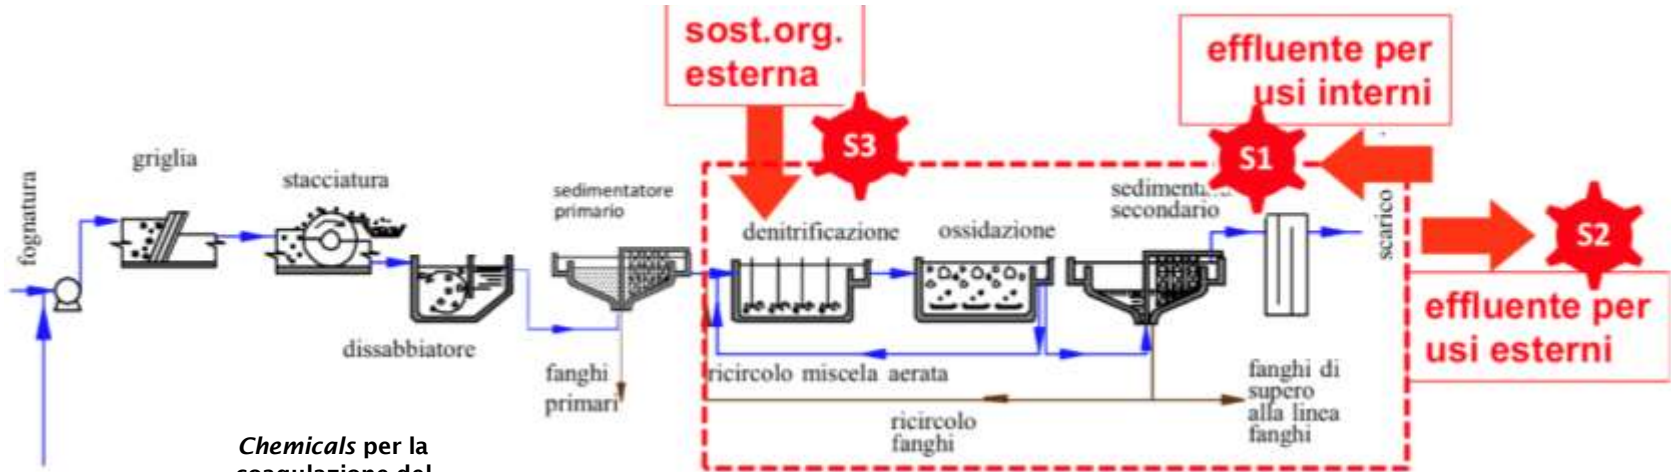 sost.org.
esterna
effluente per
usi interni
S3
S1
S2
griglia
stacciatura
fognatura
sedimentatore
primario
denitrificazione
ossidazione
secondario
scarico
dissabbiatore
effluente per
usi esterni
fanghi
primari
ricircolo miscela aerata
ricircolo
fanghi
fanghi di
supero
alla linea
fanghi
Chemicals per la
coagulazione del